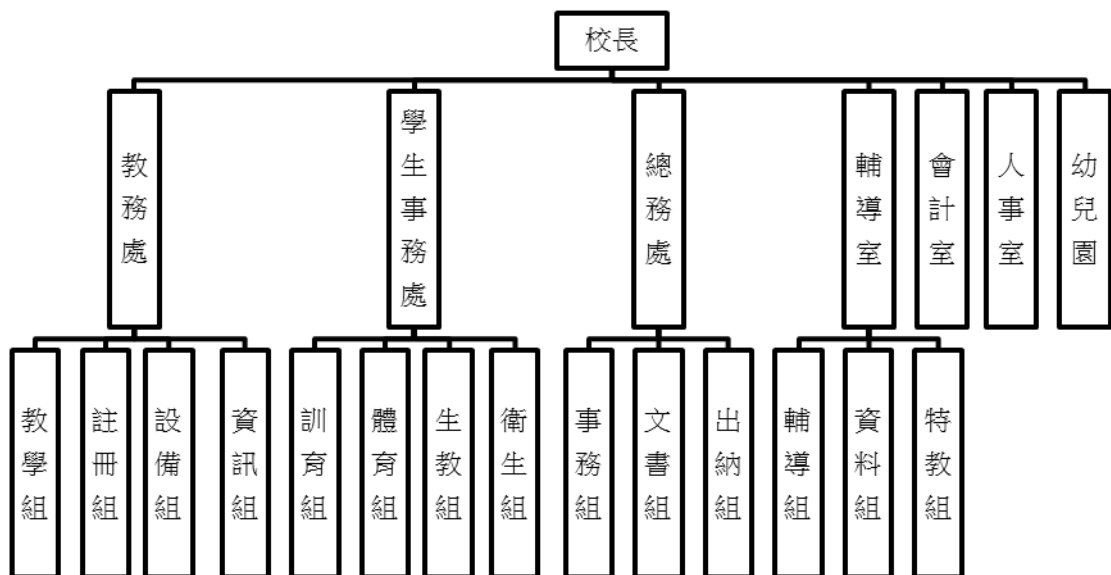 校長
教務處
學生事務處
總務處
輔導室
會計室
人事室
幼兒園
教學組
註冊組
設備組
資訊組
訓育組
體育組
生教組
衛生組
事務組
文書組
出納組
輔導組
資料組
特教組